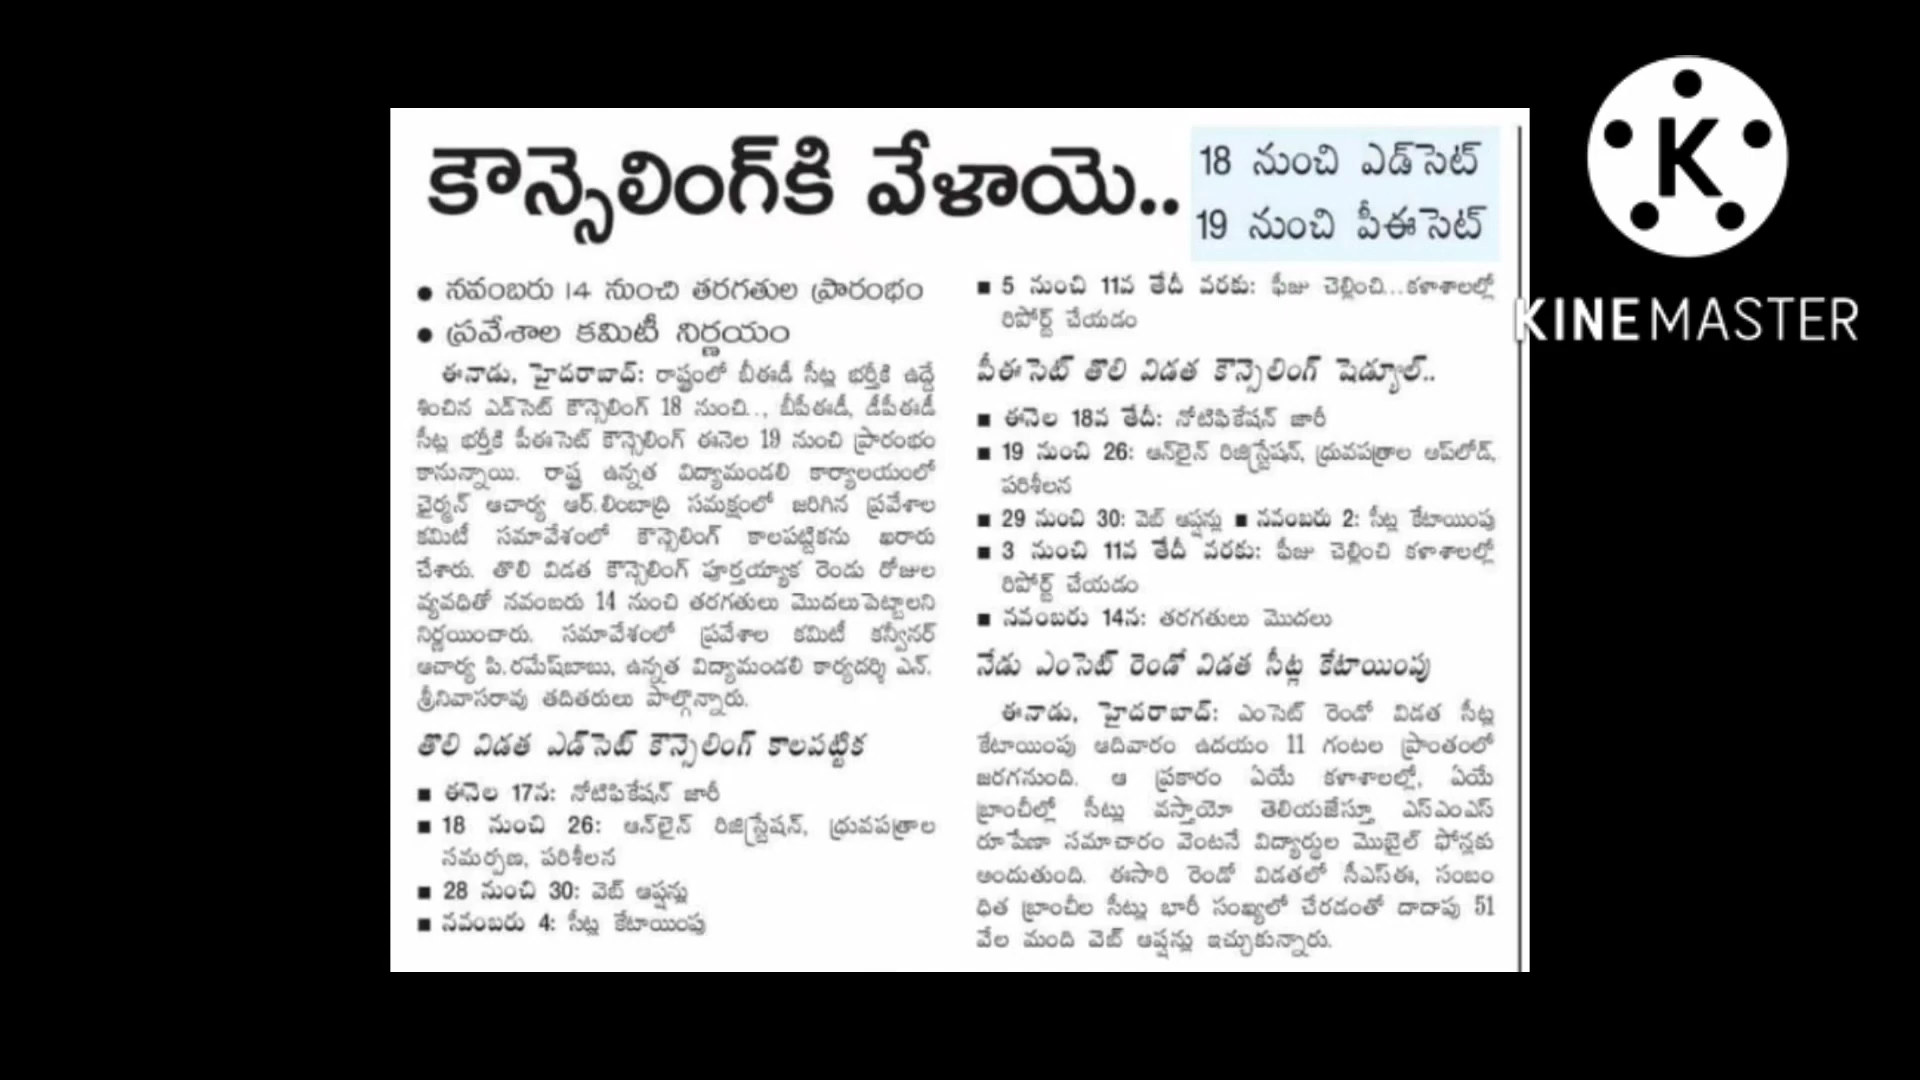 కౌన్సెలింగ్‌కి వేళాయె..
18 నుంచి ఎడ్‌సెట్
19 నుంచి పీఈసెట్
● నవంబరు 14 నుంచి తరగతుల ప్రారంభం
● ప్రవేశాల కమిటీ నిర్ణయం
ఈనాడు, హైదరాబాద్: రాష్ట్రంలో బీఈడీ సీట్ల భర్తీకి ఉద్దే
శించిన ఎడ్‌సెట్ కౌన్సెలింగ్ 18 నుంచి.., బీపీఈడీ, డీపీఈడీ
సీట్ల భర్తీకి పీఈసెట్ కౌన్సెలింగ్ ఈనెల 19 నుంచి ప్రారంభం
కానున్నాయి. రాష్ట్ర ఉన్నత విద్యామండలి కార్యాలయంలో
ఛైర్మన్ ఆచార్య ఆర్.లింబాద్రి సమక్షంలో జరిగిన ప్రవేశాల
కమిటీ సమావేశంలో కౌన్సెలింగ్ కాలపట్టికను ఖరారు
చేశారు. తొలి విడత కౌన్సెలింగ్ పూర్తయ్యాక రెండు రోజుల
వ్యవధితో నవంబరు 14 నుంచి తరగతులు మొదలుపెట్టాలని
నిర్ణయించారు. సమావేశంలో ప్రవేశాల కమిటీ కన్వీనర్
ఆచార్య పి.రమేష్‌బాబు, ఉన్నత విద్యామండలి కార్యదర్శి ఎన్.
శ్రీనివాసరావు తదితరులు పాల్గొన్నారు.
తొలి విడత ఎడ్‌సెట్ కౌన్సెలింగ్ కాలపట్టిక
■ ఈనెల 17న: నోటిఫికేషన్ జారీ
■ 18 నుంచి 26: ఆన్‌లైన్ రిజిస్ట్రేషన్, ధ్రువపత్రాల
సమర్పణ, పరిశీలన
■ 28 నుంచి 30: వెబ్ ఆప్షన్లు
■ నవంబరు 4: సీట్ల కేటాయింపు
■ 5 నుంచి 11వ తేదీ వరకు: ఫీజు చెల్లించి...కళాశాలల్లో
రిపోర్ట్ చేయడం
పీఈసెట్ తొలి విడత కౌన్సెలింగ్ షెడ్యూల్..
■ ఈనెల 18వ తేదీ: నోటిఫికేషన్ జారీ
■ 19 నుంచి 26: ఆన్‌లైన్ రిజిస్ట్రేషన్, ధ్రువపత్రాల అప్‌లోడ్,
పరిశీలన
■ 29 నుంచి 30: వెబ్ ఆప్షన్లు ■ నవంబరు 2: సీట్ల కేటాయింపు
■ 3 నుంచి 11వ తేదీ వరకు: ఫీజు చెల్లించి కళాశాలల్లో
రిపోర్ట్ చేయడం
■ నవంబరు 14న: తరగతులు మొదలు
నేడు ఎంసెట్ రెండో విడత సీట్ల కేటాయింపు
ఈనాడు, హైదరాబాద్: ఎంసెట్ రెండో విడత సీట్ల
కేటాయింపు ఆదివారం ఉదయం 11 గంటల ప్రాంతంలో
జరగనుంది. ఆ ప్రకారం ఏయే కళాశాలల్లో, ఏయే
బ్రాంచీల్లో సీట్లు వస్తాయో తెలియజేస్తూ ఎస్ఎంఎస్
రూపేణా సమాచారం వెంటనే విద్యార్థుల మొబైల్ ఫోన్లకు
అందుతుంది. ఈసారి రెండో విడతలో సీఎస్ఈ, సంబం
ధిత బ్రాంచీల సీట్లు భారీ సంఖ్యలో చేరడంతో దాదాపు 51
వేల మంది వెబ్ ఆప్షన్లు ఇచ్చుకున్నారు.
K
KINEMASTER